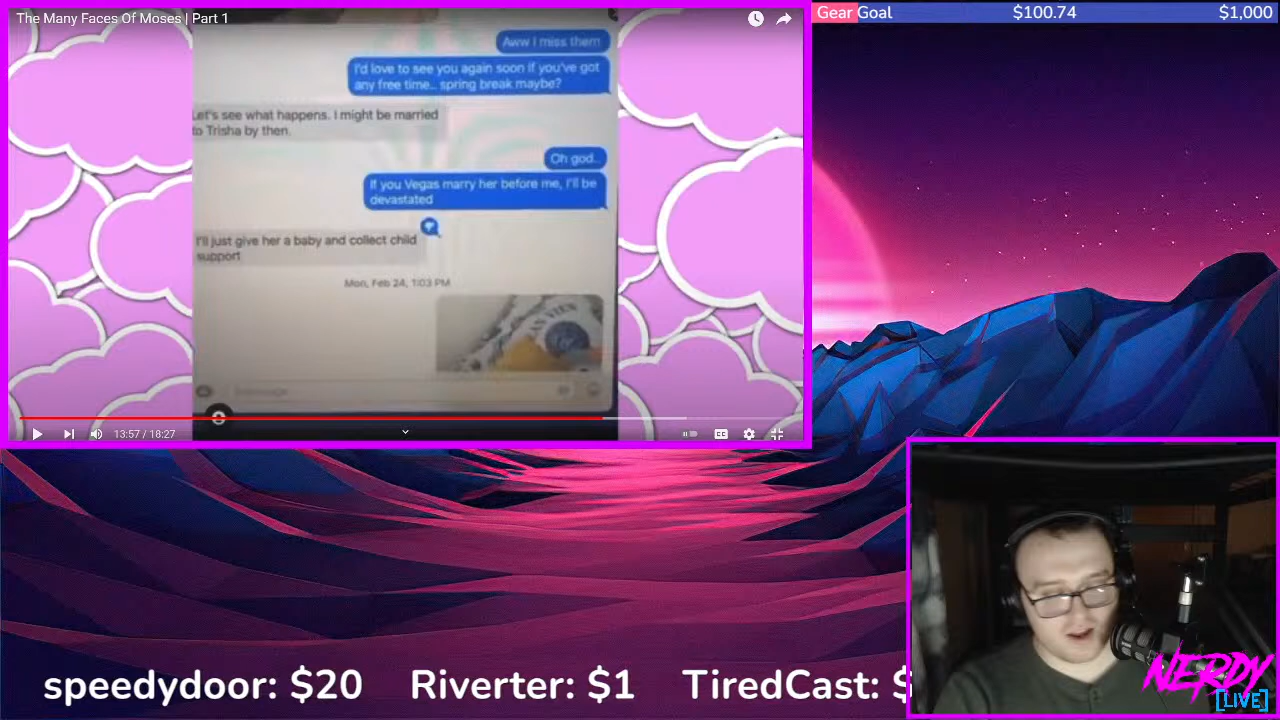 The Many Faces Of Moses | Part 1
Gear Goal
$100.74
$1,000
Aww I miss them
I'd love to see you again soon if you've got
any free time... spring break maybe?
Let's see what happens. I might be married
to Trisha by then.
Oh god..
If you Vegas marry her before me, I'll be
devastated
I'll just give her a baby and collect child
support
Mon, Feb 24, 1:03 PM
13:57 / 18:27
CC
speedydoor: $20
Riverter: $1
TiredCast: $
NERDY
[LIVE]